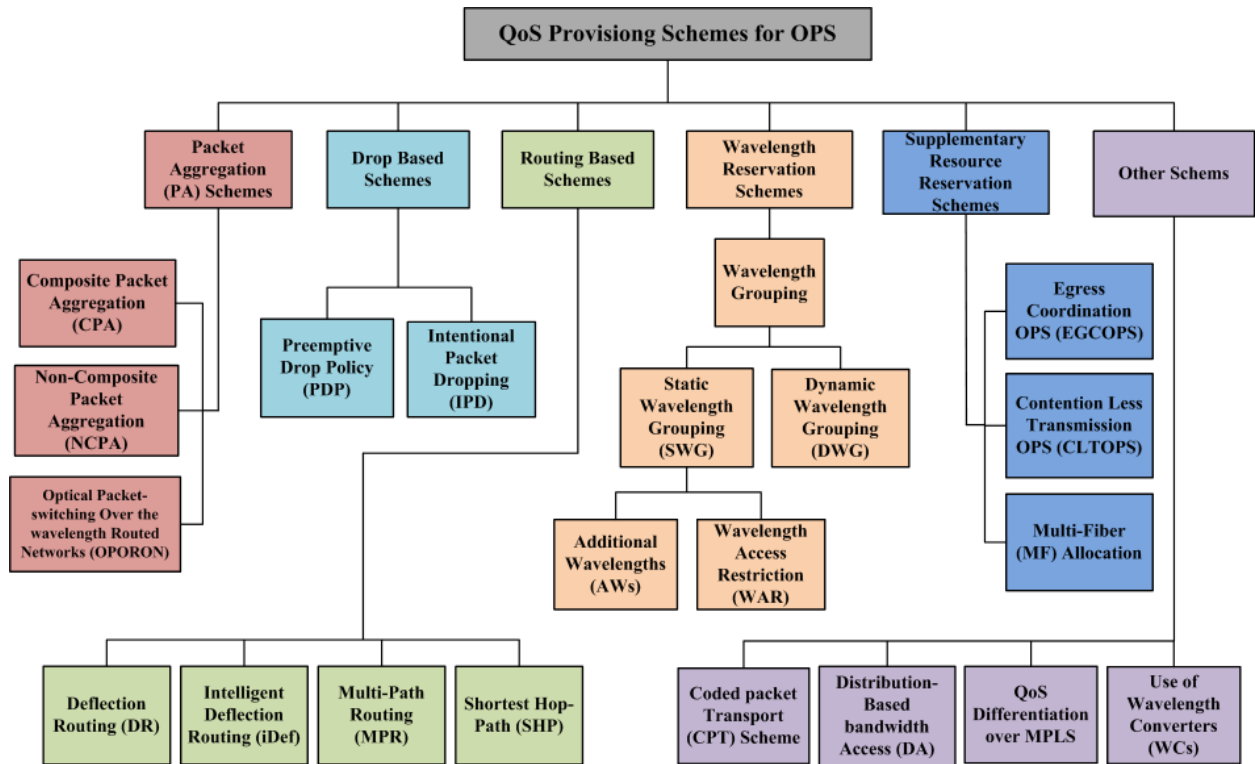 QoS Provisiong Schemes for OPS
Packet
Aggregation
(PA) Schemes
Drop Based
Schemes
Routing Based
Schemes
Wavelength
Reservation
Schemes
Supplementary
Resource
Reservation
Schemes
Other Schems
Composite Packet
Aggregation
(CPA)
Non-Composite
Packet
Aggregation
(NCPA)
Optical Packet-
switching Over the
wavelength Routed
Networks (OPORON)
Preemptive
Drop Policy
(PDP)
Intentional
Packet
Dropping
(IPD)
Wavelength
Grouping
Static
Wavelength
Grouping
(SWG)
Dynamic
Wavelength
Grouping
(DWG)
Additional
Wavelengths
(AWs)
Wavelength
Access
Restriction
(WAR)
Egress
Coordination
OPS (EGCOPS)
Contention Less
Transmission
OPS (CLTOPS)
Multi-Fiber
(MF) Allocation
Deflection
Routing (DR)
Intelligent
Deflection
Routing (iDef)
Multi-Path
Routing
(MPR)
Shortest Hop-
Path (SHP)
Coded packet
Transport
(CPT) Scheme
Distribution-
Based
bandwidth
Access (DA)
QoS
Differentiation
over MPLS
Use of
Wavelength
Converters
(WCs)